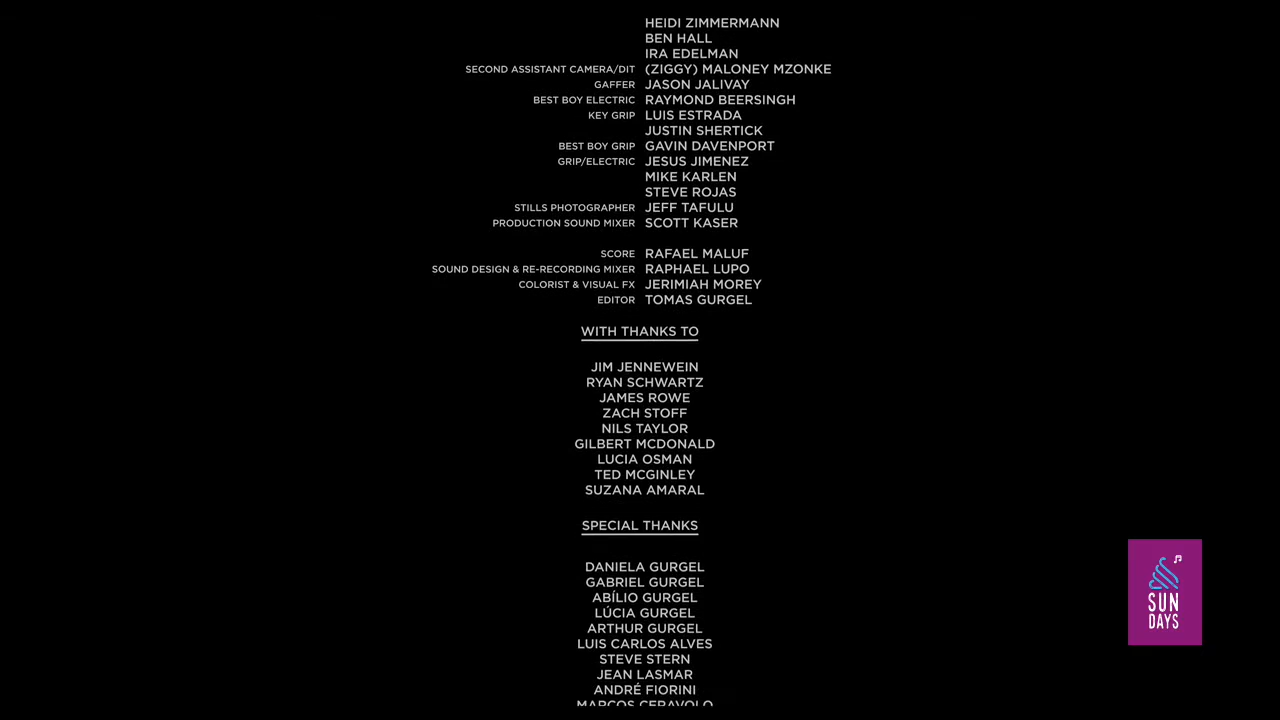 HEIDI ZIMMERMANN
BEN HALL
IRA EDELMAN
SECOND ASSISTANT CAMERA/DIT (ZIGGY) MALONEY MZONKE
GAFFER JASON JALIVAY
BEST BOY ELECTRIC RAYMOND BEERSINGH
KEY GRIP LUIS ESTRADA
JUSTIN SHERTICK
BEST BOY GRIP GAVIN DAVENPORT
GRIP/ELECTRIC JESUS JIMENEZ
MIKE KARLEN
STEVE ROJAS
STILLS PHOTOGRAPHER JEFF TAFULU
PRODUCTION SOUND MIXER SCOTT KASER
SCORE RAFAEL MALUF
SOUND DESIGN & RE-RECORDING MIXER RAPHAEL LUPO
COLORIST & VISUAL FX JERIMIAH MOREY
EDITOR TOMAS GURGEL
WITH THANKS TO
JIM JENNEWEIN
RYAN SCHWARTZ
JAMES ROWE
ZACH STOFF
NILS TAYLOR
GILBERT MCDONALD
LUCIA OSMAN
TED MCGINLEY
SUZANA AMARAL
SPECIAL THANKS
DANIELA GURGEL
GABRIEL GURGEL
ABÍLIO GURGEL
LÚCIA GURGEL
ARTHUR GURGEL
LUIS CARLOS ALVES
STEVE STERN
JEAN LASMAR
ANDRÉ FIORINI
MARCOS CERAVOLO
SUN
DAYS